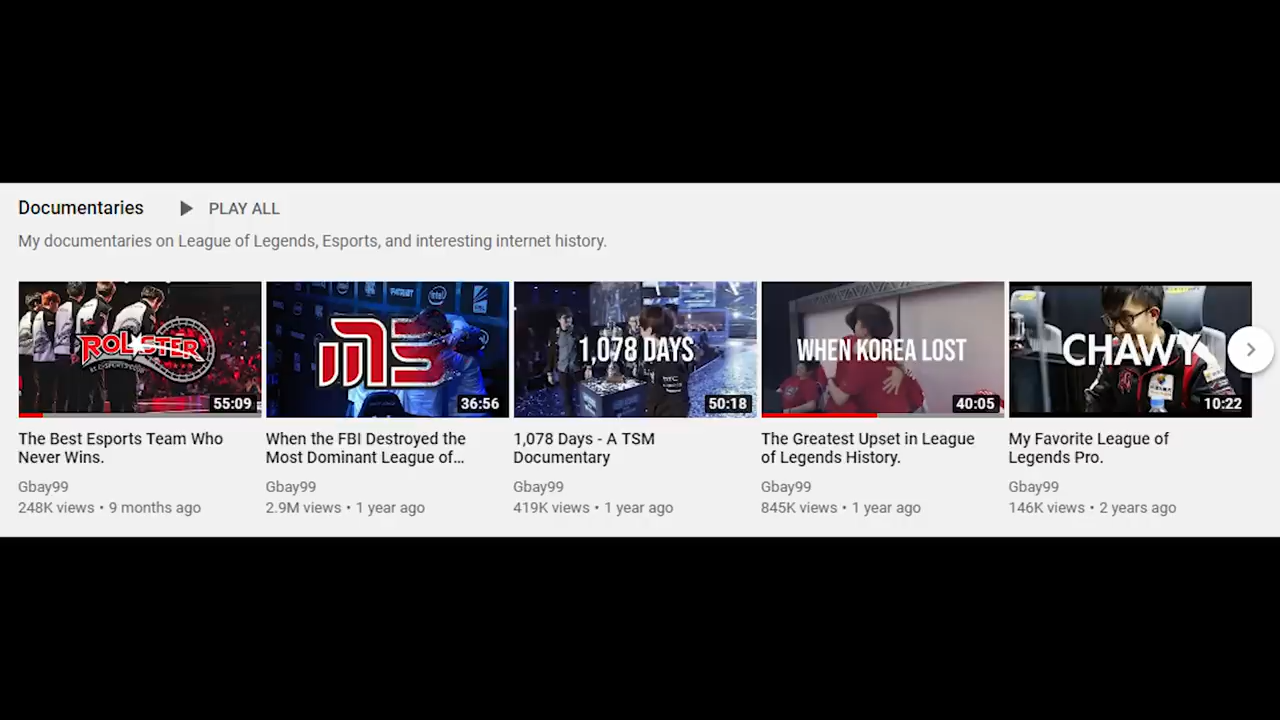 Documentaries PLAY ALL
My documentaries on League of Legends, Esports, and interesting internet history.
ROLSTER
55:09
36:56
1,078 DAYS
50:18
WHEN KOREA LOST
40:05
CHAWY
10:22
The Best Esports Team Who
Never Wins.
Gbay99
248K views • 9 months ago
When the FBI Destroyed the
Most Dominant League of...
Gbay99
2.9M views • 1 year ago
1,078 Days - A TSM
Documentary
Gbay99
419K views • 1 year ago
The Greatest Upset in League
of Legends History.
Gbay99
845K views • 1 year ago
My Favorite League of
Legends Pro.
Gbay99
146K views • 2 years ago